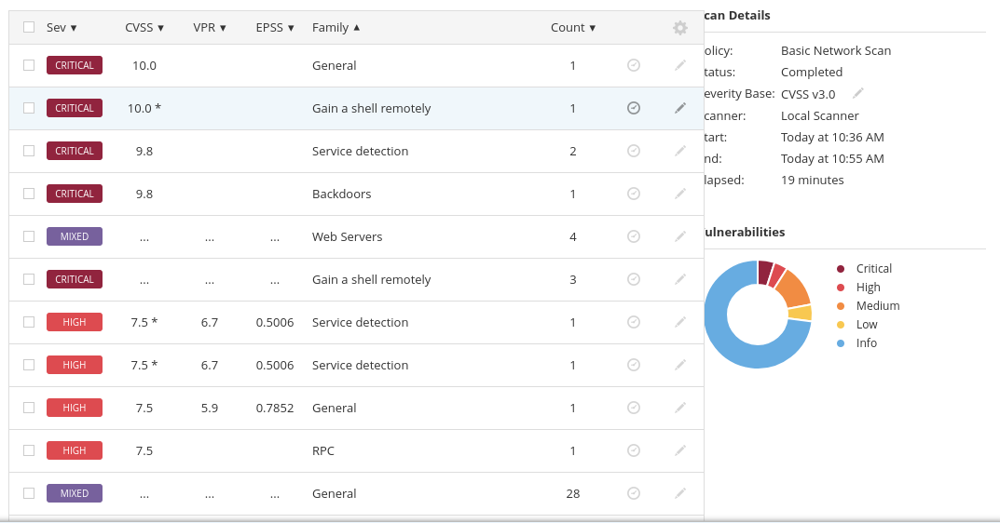 Sev ▼ CVSS ▼ VPR ▼ EPSS ▼ Family ▲ Count ▼
CRITICAL 10.0 General 1
CRITICAL 10.0 * Gain a shell remotely 1
CRITICAL 9.8 Service detection 2
CRITICAL 9.8 Backdoors 1
MIXED ... ... ... Web Servers 4
CRITICAL ... ... ... Gain a shell remotely 3
HIGH 7.5 * 6.7 0.5006 Service detection 1
HIGH 7.5 * 6.7 0.5006 Service detection 1
HIGH 7.5 5.9 0.7852 General 1
HIGH 7.5 RPC 1
MIXED ... ... ... General 28
can Details
olicy: Basic Network Scan
tatus: Completed
everity Base: CVSS v3.0
canner: Local Scanner
tart: Today at 10:36 AM
nd: Today at 10:55 AM
lapsed: 19 minutes
ulnerabilities
Critical
High
Medium
Low
Info